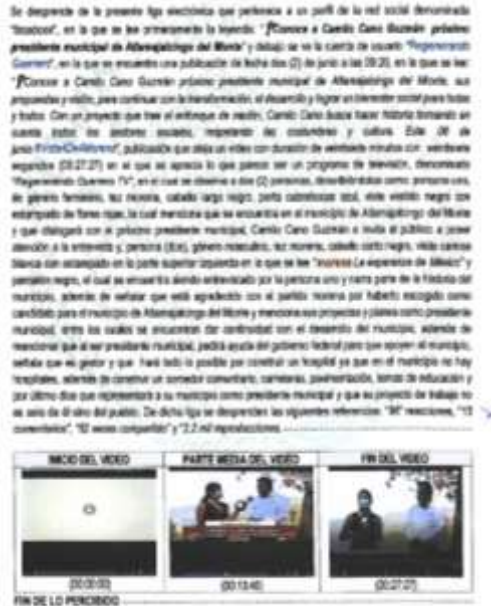 Se desprende de la presente liga electrónica que pertenece a un perfil de la red social denominada
"facebook", en la que se lee primeramente la leyenda: "Conoce a Camilo Cano Guzmán próximo
presidente municipal de Atlamajalcingo del Monte" y debajo se ve la cuenta de usuario "Regenerando
Guerrero", en la que se encuentra una publicación de fecha dos (2) de junio a las 09:20, en la que se lee:
"Conoce a Camilo Cano Guzmán próximo presidente municipal de Atlamajalcingo del Monte, sus
propuestas y visión, para continuar con la transformación, el desarrollo y lograr un bienestar social para todas
y todos. Con un proyecto que trae el enfoque de nación, Camilo Cano busca hacer historia tomando en
cuenta todos los sectores sociales, respetando las costumbres y cultura. Este 06 de
junio", publicación que aloja un video con duración de veintisiete minutos con veintisiete
segundos (00:27:27) en el que se aprecia lo que parece ser un programa de televisión, denominado
"Regenerando Guerrero TV", en el cual se observa a dos (2) personas, describiéndolas como: persona uno,
de género femenino, tez morena, cabello largo negro, porta cubrebocas azul, viste vestido negro con
estampado de flores rojas, la cual menciona que se encuentra en el municipio de Atlamajalcingo del Monte
y que dialogará con el próximo presidente municipal, Camilo Cano Guzmán e invita al público a poner
atención a la entrevista y, persona (dos), género masculino, tez morena, cabello corto negro, viste camisa
blanca con estampado en la parte superior izquierda en la que se lee "morena La esperanza de México" y
pantalón negro, el cual se encuentra siendo entrevistado por la persona uno y narra parte de la historia del
municipio, además de señalar que está agradecido con el partido morena por haberlo escogido como
candidato para el municipio de Atlamajalcingo del Monte y menciona sus proyectos y planes como presidente
municipal, entre los cuales se encuentran dar continuidad con el desarrollo del municipio, además de
mencionar que al ser presidente municipal, pedirá ayuda del gobierno federal para que apoyen al municipio,
señala que es gestor y que hará todo lo posible por construir un hospital ya que en el municipio no hay
hospitales, además de construir un comedor comunitario, carreteras, pavimentación, temas de educación y
por último dice que representará a su municipio como presidente municipal y que su proyecto de trabajo no
es solo de él sino del pueblo. De dicha liga se desprenden las siguientes referencias: "94" reacciones, "15
comentarios", "92 veces compartido" y "2.2 mil reproducciones.
INICIO DEL VIDEO PARTE MEDIA DEL VIDEO FIN DEL VIDEO
(00:00:00) (00:13:40) (00:27:27)
FIN DE LO PERCIBIDO